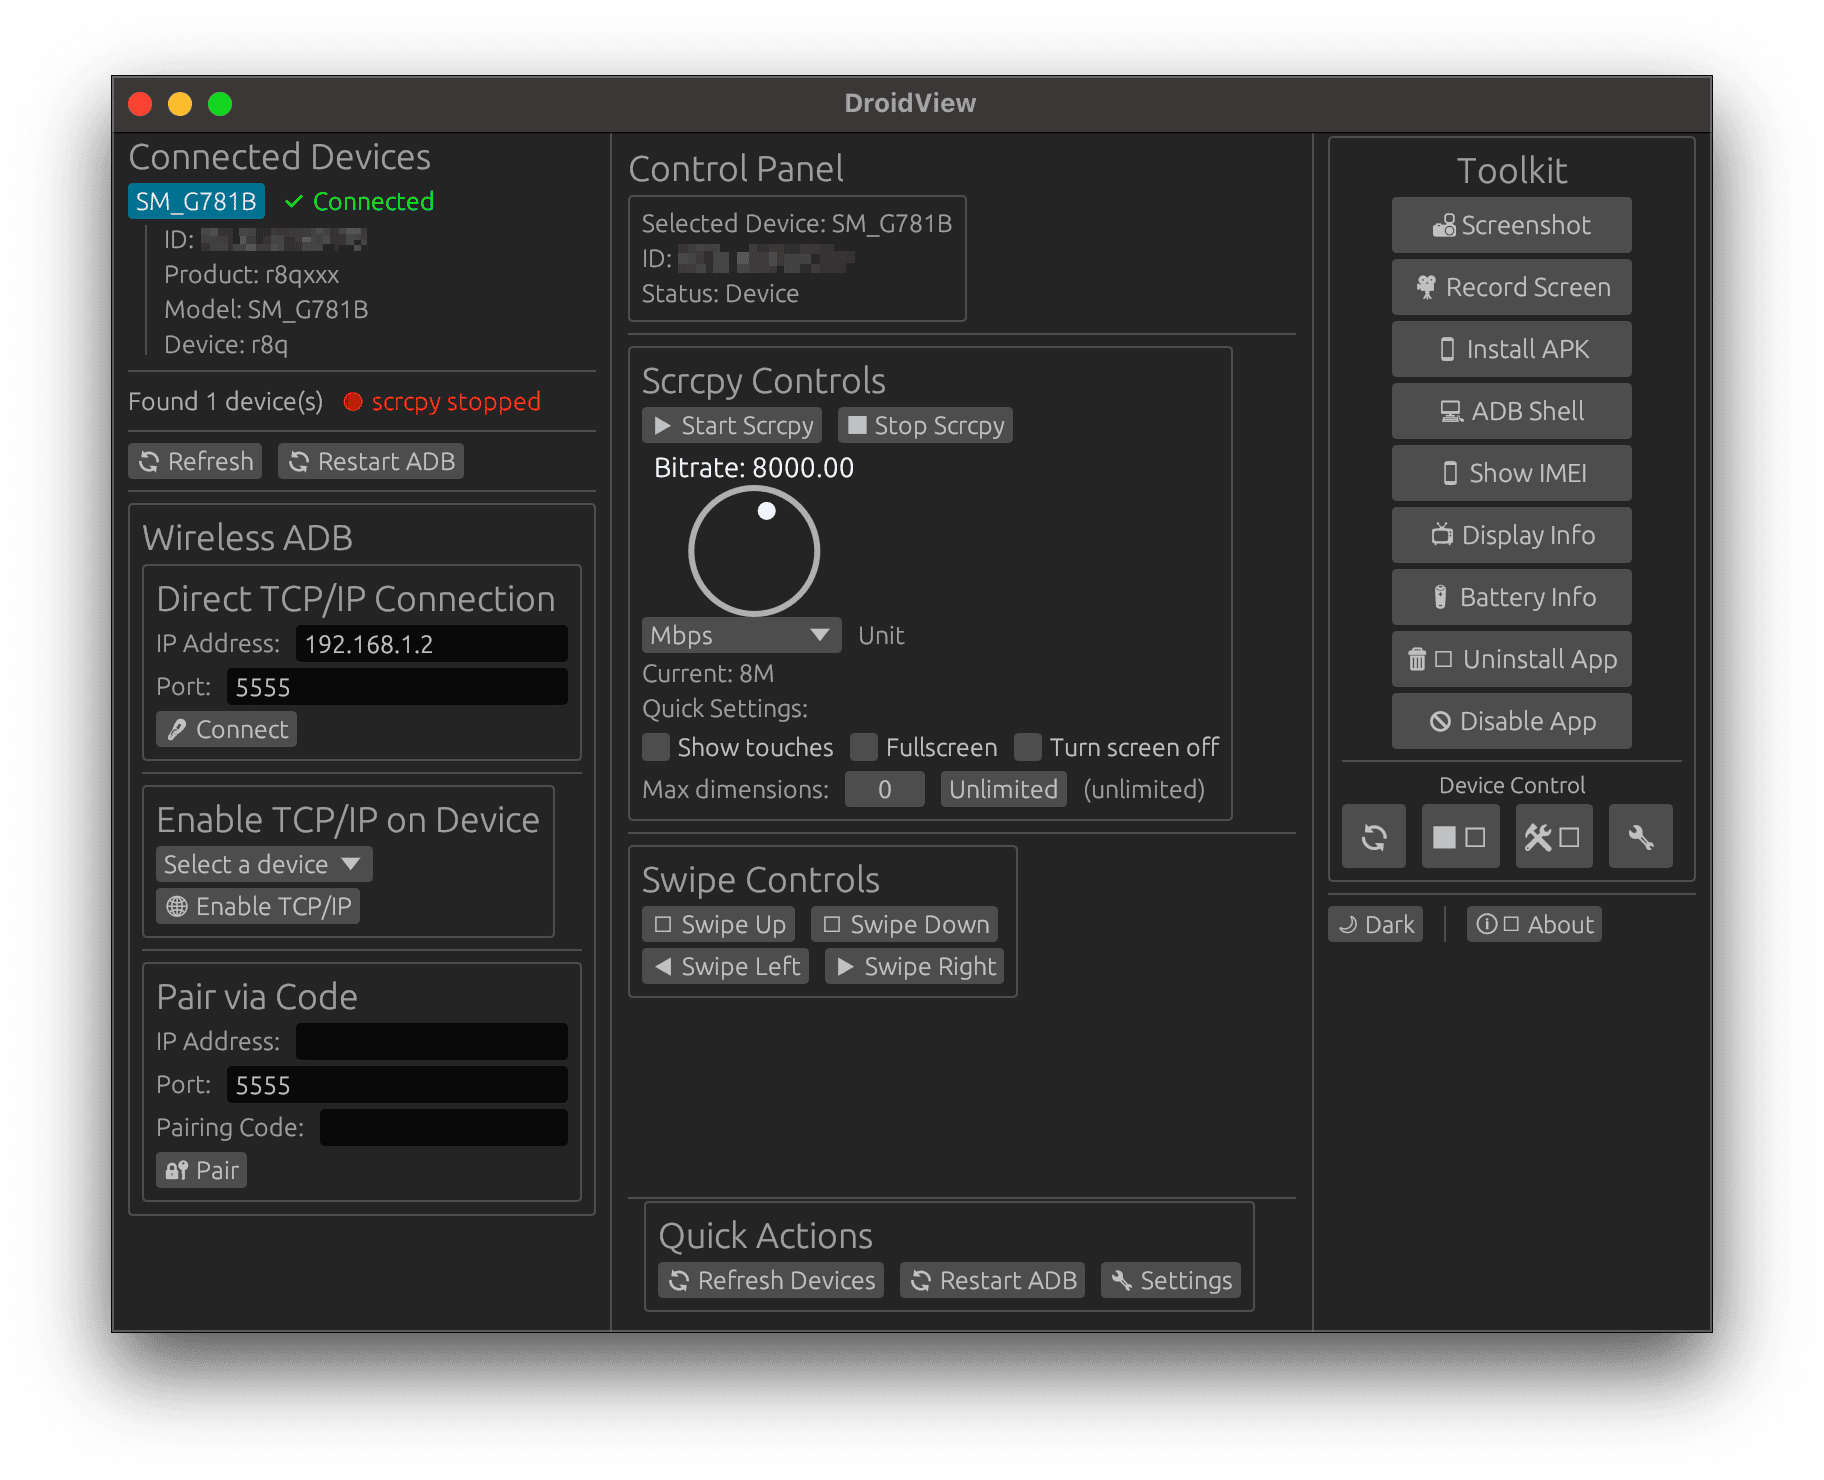 DroidView
Connected Devices
SM_G781B ✓ Connected
ID:
Product: r8qxxx
Model: SM_G781B
Device: r8q
Found 1 device(s) scrcpy stopped
Refresh Restart ADB
Wireless ADB
Direct TCP/IP Connection
IP Address: 192.168.1.2
Port: 5555
Connect
Enable TCP/IP on Device
Select a device
Enable TCP/IP
Pair via Code
IP Address:
Port: 5555
Pairing Code:
Pair
Control Panel
Selected Device: SM_G781B
ID:
Status: Device
Scrcpy Controls
Start Scrcpy Stop Scrcpy
Bitrate: 8000.00
Mbps Unit
Current: 8M
Quick Settings:
Show touches Fullscreen Turn screen off
Max dimensions: 0 Unlimited (unlimited)
Swipe Controls
Swipe Up Swipe Down
Swipe Left Swipe Right
Quick Actions
Refresh Devices Restart ADB Settings
Toolkit
Screenshot
Record Screen
Install APK
ADB Shell
Show IMEI
Display Info
Battery Info
Uninstall App
Disable App
Device Control
Dark About